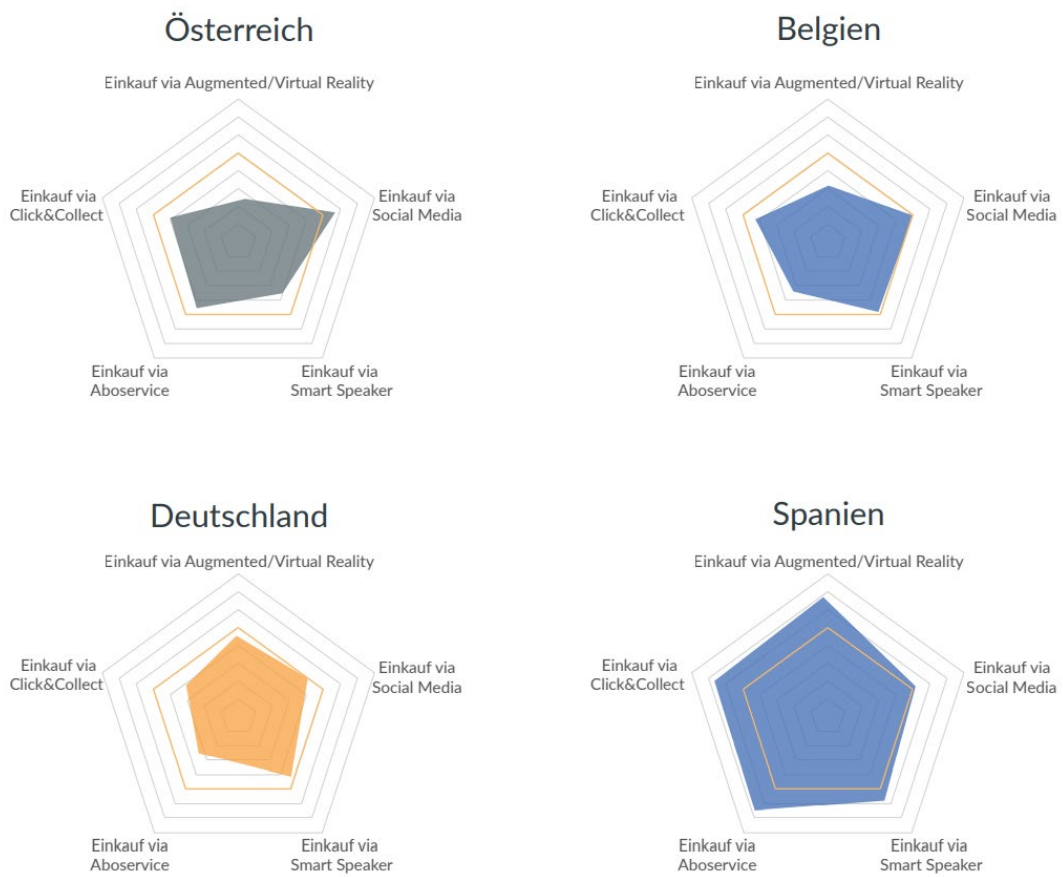 Österreich
Einkauf via Augmented/Virtual Reality
Einkauf via
Click&Collect
Einkauf via
Social Media
Einkauf via
Aboservice
Einkauf via
Smart Speaker
Belgien
Einkauf via Augmented/Virtual Reality
Einkauf via
Click&Collect
Einkauf via
Social Media
Einkauf via
Aboservice
Einkauf via
Smart Speaker
Deutschland
Einkauf via Augmented/Virtual Reality
Einkauf via
Click&Collect
Einkauf via
Social Media
Einkauf via
Aboservice
Einkauf via
Smart Speaker
Spanien
Einkauf via Augmented/Virtual Reality
Einkauf via
Click&Collect
Einkauf via
Social Media
Einkauf via
Aboservice
Einkauf via
Smart Speaker